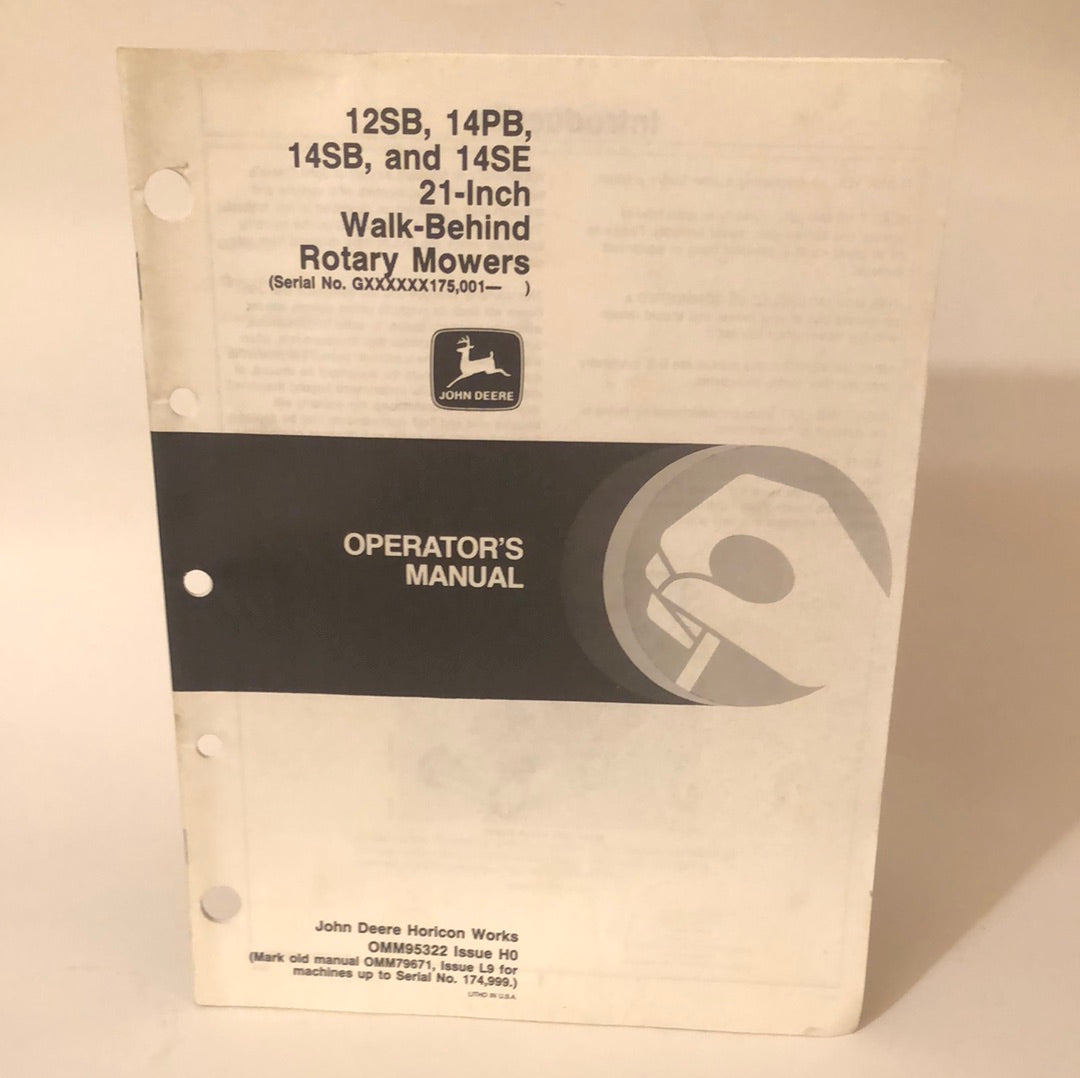 12SB, 14PB,
14SB, and 14SE
21-Inch
Walk-Behind
Rotary Mowers
(Serial No. GXXXXXX175,001— )
JOHN DEERE
OPERATOR'S
MANUAL
John Deere Horicon Works
OMM95322 Issue H0
(Mark old manual OMM79671, Issue L9 for
machines up to Serial No. 174,999.)
LITHO IN U.S.A.